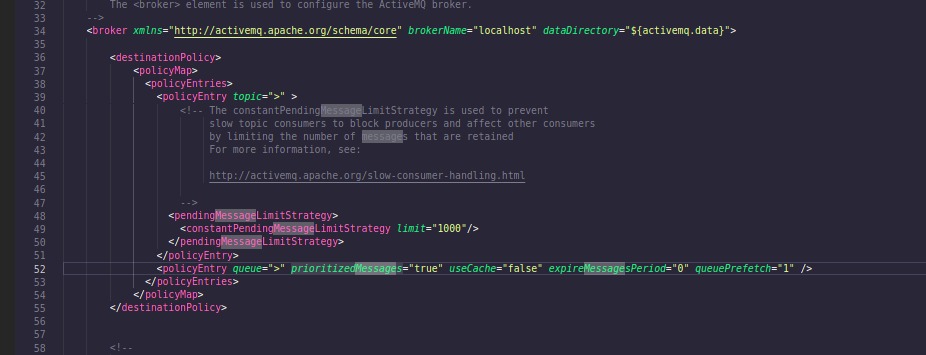 32 The <broker> element is used to configure the ActiveMQ broker.
33 -->
34 <broker xmlns="http://activemq.apache.org/schema/core" brokerName="localhost" dataDirectory="${activemq.data}">
35
36 <destinationPolicy>
37 <policyMap>
38 <policyEntries>
39 <policyEntry topic=">" >
40 <!-- The constantPendingMessageLimitStrategy is used to prevent
41 slow topic consumers to block producers and affect other consumers
42 by limiting the number of messages that are retained
43 For more information, see:
44
45 http://activemq.apache.org/slow-consumer-handling.html
46
47 -->
48 <pendingMessageLimitStrategy>
49 <constantPendingMessageLimitStrategy limit="1000"/>
50 </pendingMessageLimitStrategy>
51 </policyEntry>
52 <policyEntry queue=">" prioritizedMessages="true" useCache="false" expireMessagesPeriod="0" queuePrefetch="1" />
53 </policyEntries>
54 </policyMap>
55 </destinationPolicy>
56
57
58 <!--